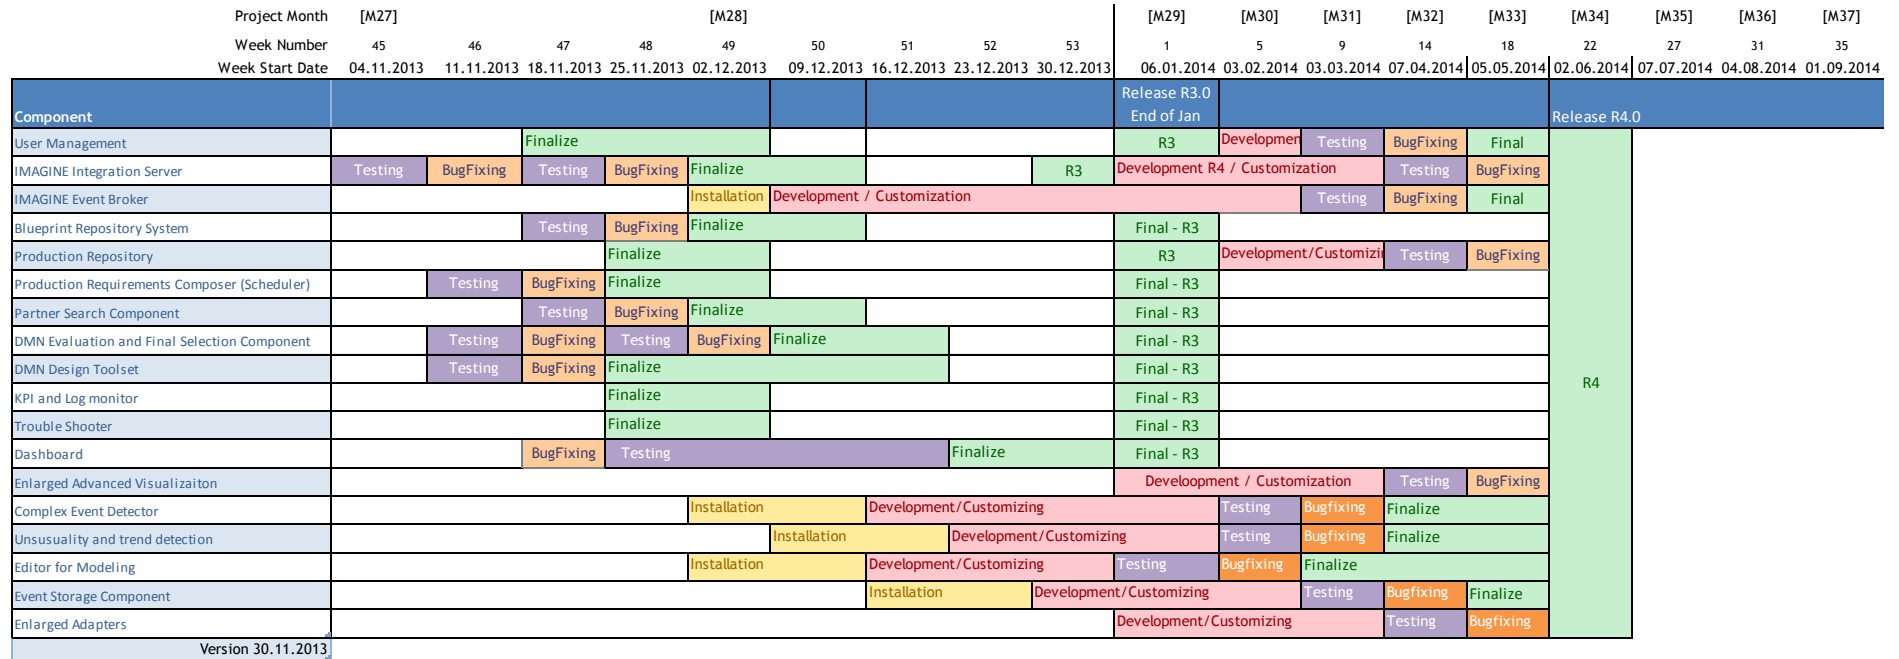 Project Month [M27] [M28] [M29] [M30] [M31] [M32] [M33] [M34] [M35] [M36] [M37]
Week Number 45 46 47 48 49 50 51 52 53 1 5 9 14 18 22 27 31 35
Week Start Date 04.11.2013 11.11.2013 18.11.2013 25.11.2013 02.12.2013 09.12.2013 16.12.2013 23.12.2013 30.12.2013 06.01.2014 03.02.2014 03.03.2014 07.04.2014 05.05.2014 02.06.2014 07.07.2014 04.08.2014 01.09.2014
Release R3.0
Component End of Jan Release R4.0
User Management Finalize R3 Developmen Testing BugFixing Final
IMAGINE Integration Server Testing BugFixing Testing BugFixing Finalize R3 Development R4 / Customization Testing BugFixing
IMAGINE Event Broker Installation Development / Customization Testing BugFixing Final
Blueprint Repository System Testing BugFixing Finalize Final - R3
Production Repository Finalize R3 Development/Customizi Testing BugFixing
Production Requirements Composer (Scheduler) Testing BugFixing Finalize Final - R3
Partner Search Component Testing BugFixing Finalize Final - R3
DMN Evaluation and Final Selection Component Testing BugFixing Testing BugFixing Finalize Final - R3
DMN Design Toolset Testing BugFixing Finalize Final - R3
R4
KPI and Log monitor Finalize Final - R3
Trouble Shooter Finalize Final - R3
Dashboard BugFixing Testing Finalize Final - R3
Enlarged Advanced Visualizaiton Develoopment / Customization Testing BugFixing
Complex Event Detector Installation Development/Customizing Testing Bugfixing Finalize
Unsusuality and trend detection Installation Development/Customizing Testing Bugfixing Finalize
Editor for Modeling Installation Development/Customizing Testing Bugfixing Finalize
Event Storage Component Installation Development/Customizing Testing Bugfixing Finalize
Enlarged Adapters Development/Customizing Testing Bugfixing
Version 30.11.2013